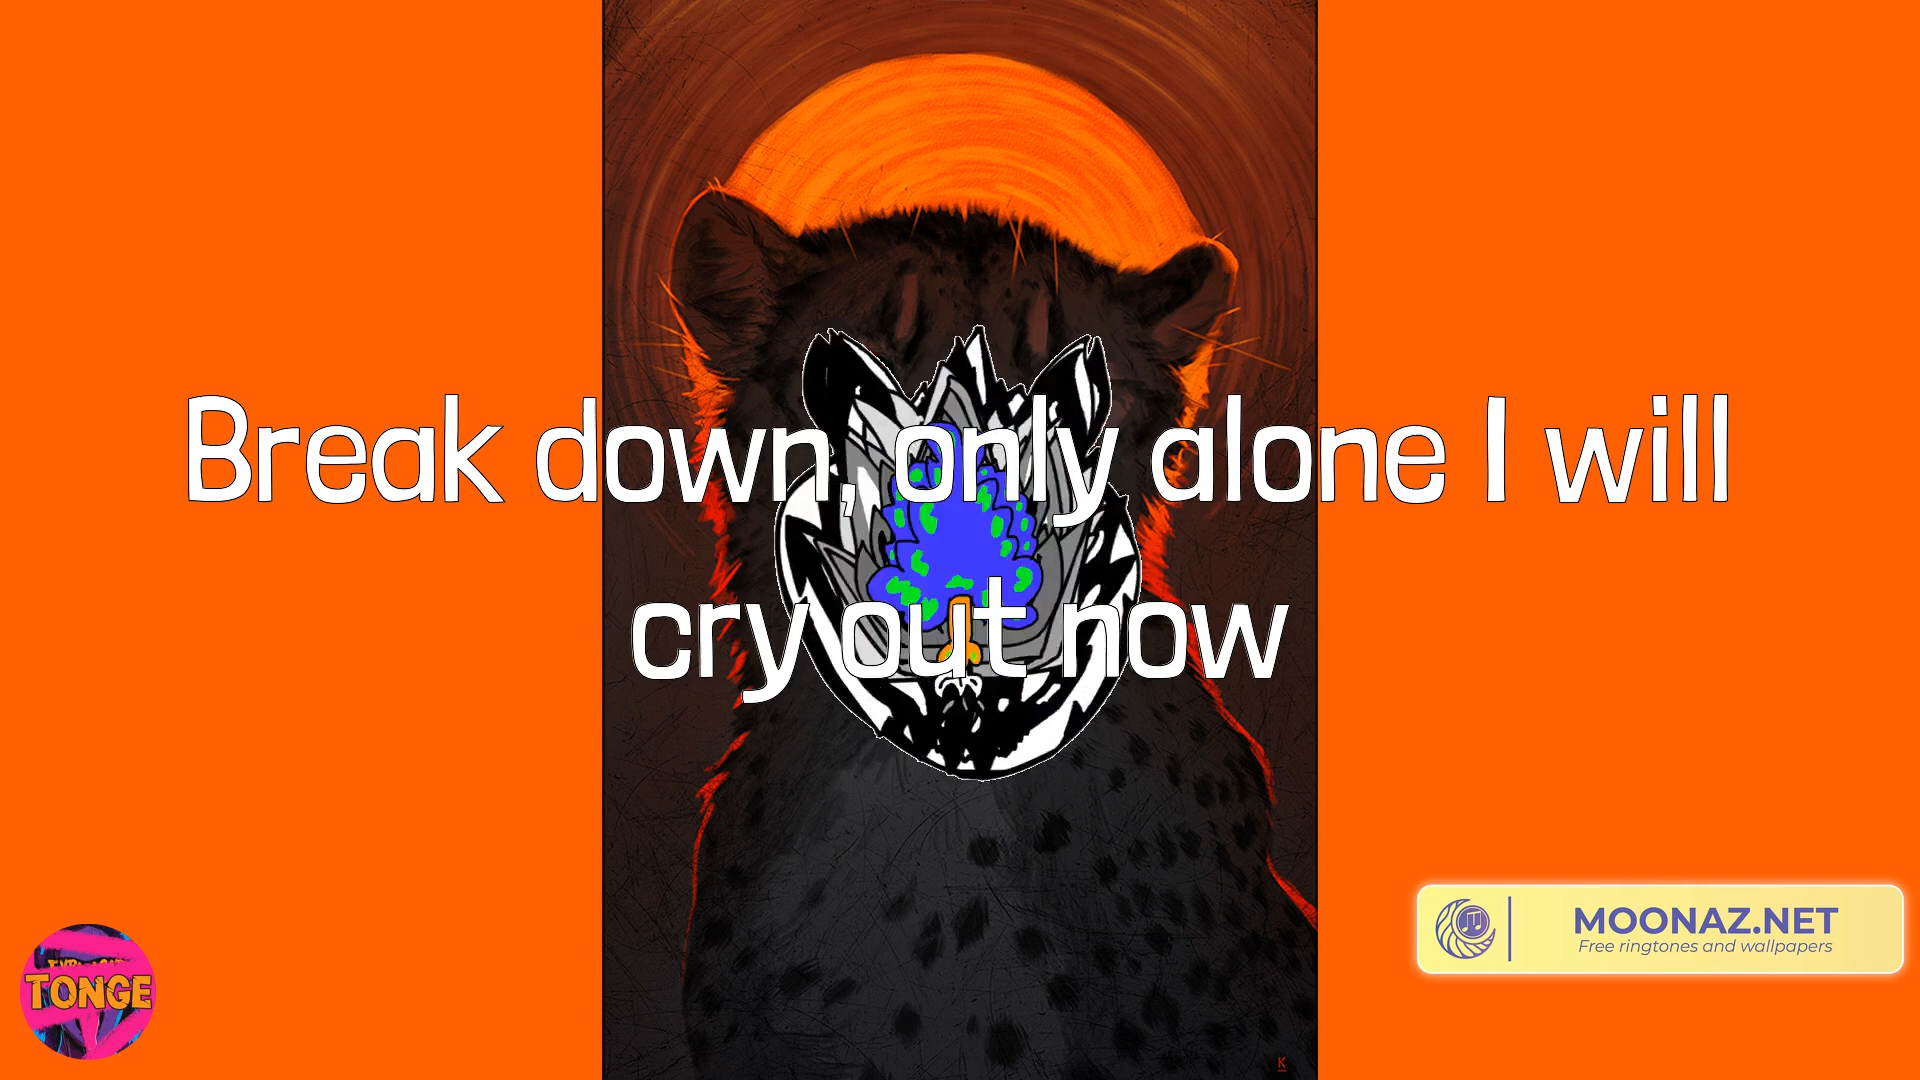 Break down, only alone I will
cry out now
TONGE
MOONAZ.NET
Free ringtones and wallpapers
K